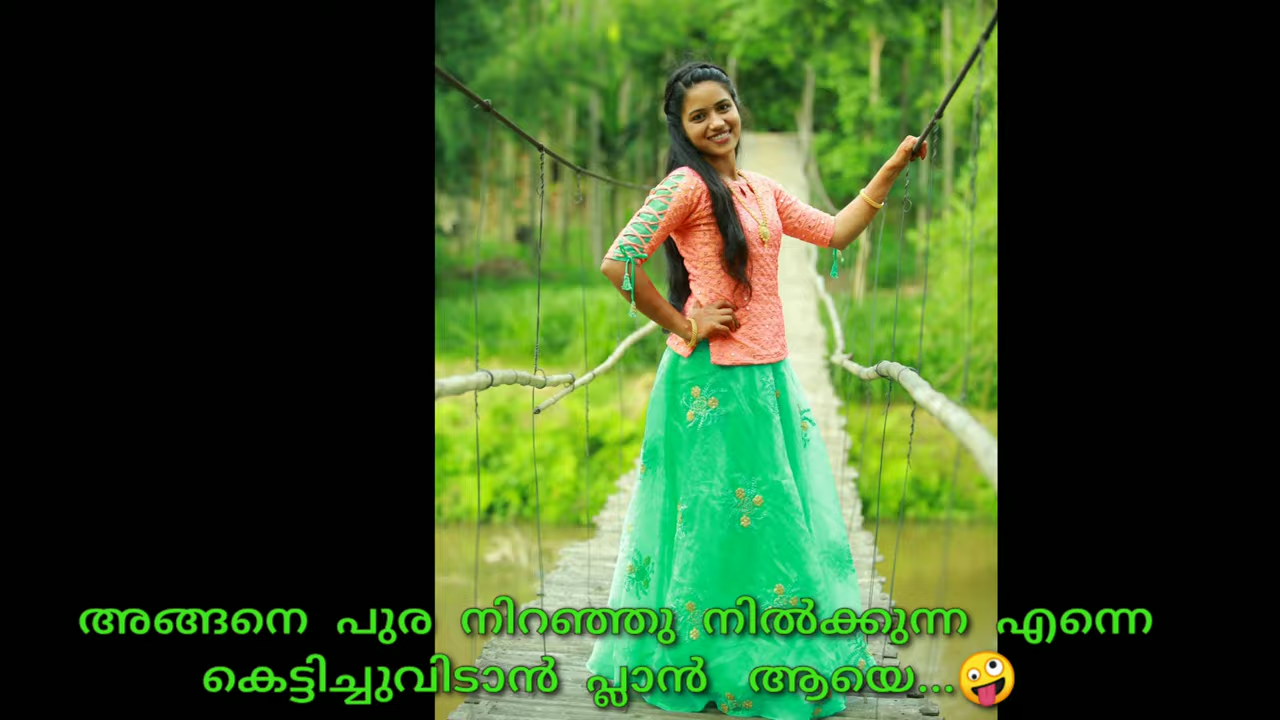 അങ്ങനെ പുര നിറഞ്ഞു നിൽക്കുന്ന എന്നെ
കെട്ടിച്ചുവിടാൻ പ്ലാൻ ആയെ...🤪